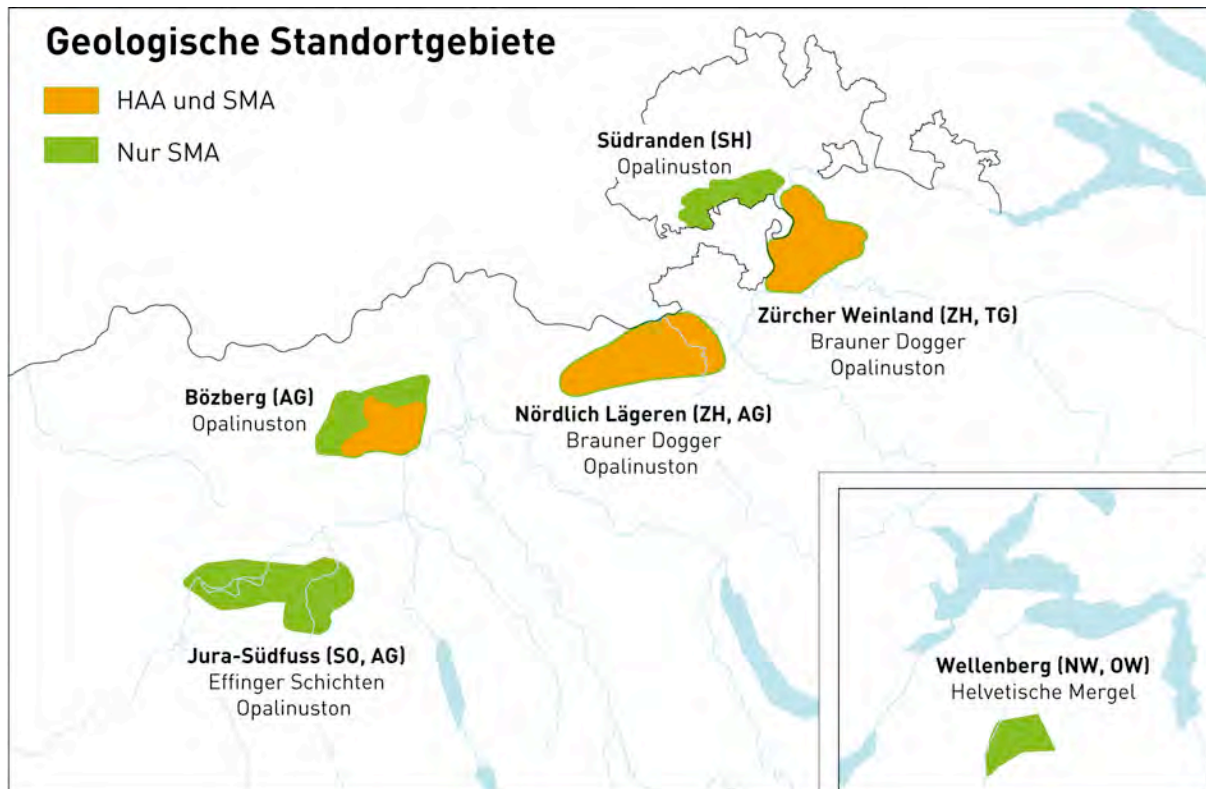 Geologische Standortgebiete
HAA und SMA
Nur SMA
Südranden (SH)
Opalinuston
Zürcher Weinland (ZH, TG)
Brauner Dogger
Opalinuston
Bözberg (AG)
Opalinuston
Nördlich Lägeren (ZH, AG)
Brauner Dogger
Opalinuston
Jura-Südfuss (SO, AG)
Effinger Schichten
Opalinuston
Wellenberg (NW, OW)
Helvetische Mergel